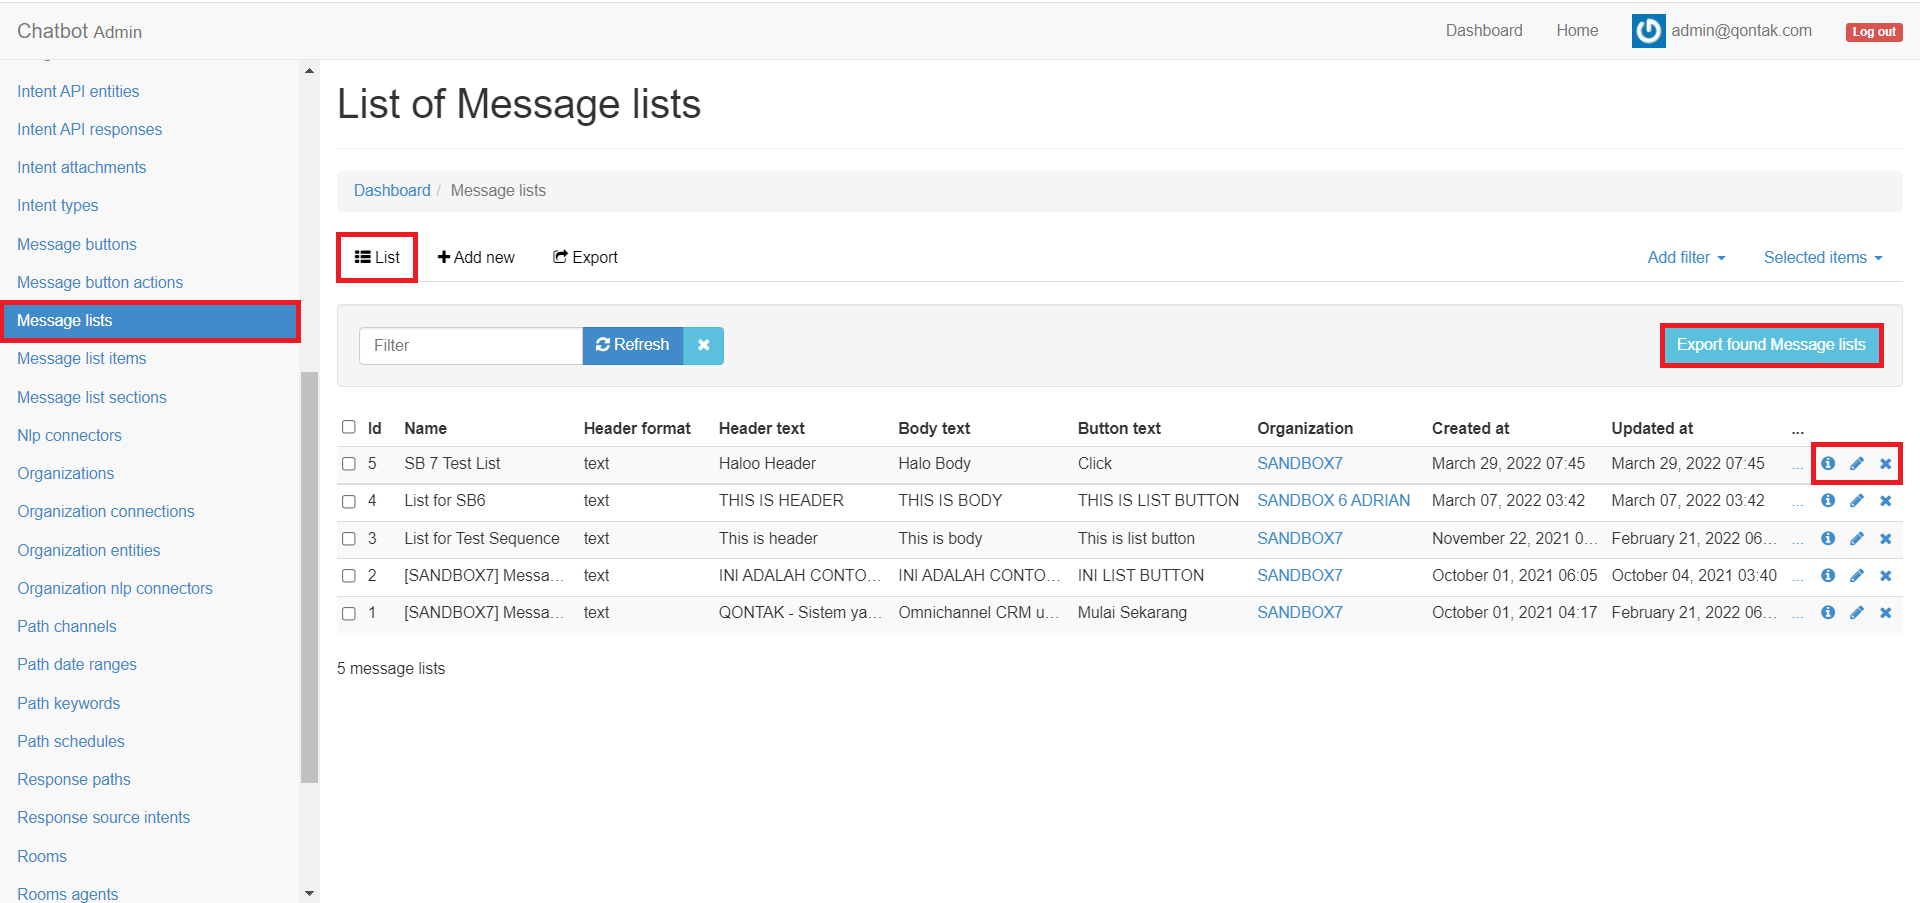 Chatbot Admin
Dashboard Home admin@qontak.com Log out
Intent API entities
Intent API responses
Intent attachments
Intent types
Message buttons
Message button actions
Message lists
Message list items
Message list sections
Nlp connectors
Organizations
Organization connections
Organization entities
Organization nlp connectors
Path channels
Path date ranges
Path keywords
Path schedules
Response paths
Response source intents
Rooms
Rooms agents
List of Message lists
Dashboard / Message lists
List Add new Export Add filter Selected items
Filter Refresh Export found Message lists
Id Name Header format Header text Body text Button text Organization Created at Updated at ...
5 SB 7 Test List text Haloo Header Halo Body Click SANDBOX7 March 29, 2022 07:45 March 29, 2022 07:45 ...
4 List for SB6 text THIS IS HEADER THIS IS BODY THIS IS LIST BUTTON SANDBOX 6 ADRIAN March 07, 2022 03:42 March 07, 2022 03:42 ...
3 List for Test Sequence text This is header This is body This is list button SANDBOX7 November 22, 2021 0... February 21, 2022 06... ...
2 [SANDBOX7] Messa... text INI ADALAH CONTO... INI ADALAH CONTO... INI LIST BUTTON SANDBOX7 October 01, 2021 06:05 October 04, 2021 03:40 ...
1 [SANDBOX7] Messa... text QONTAK - Sistem ya... Omnichannel CRM u... Mulai Sekarang SANDBOX7 October 01, 2021 04:17 February 21, 2022 06... ...
5 message lists